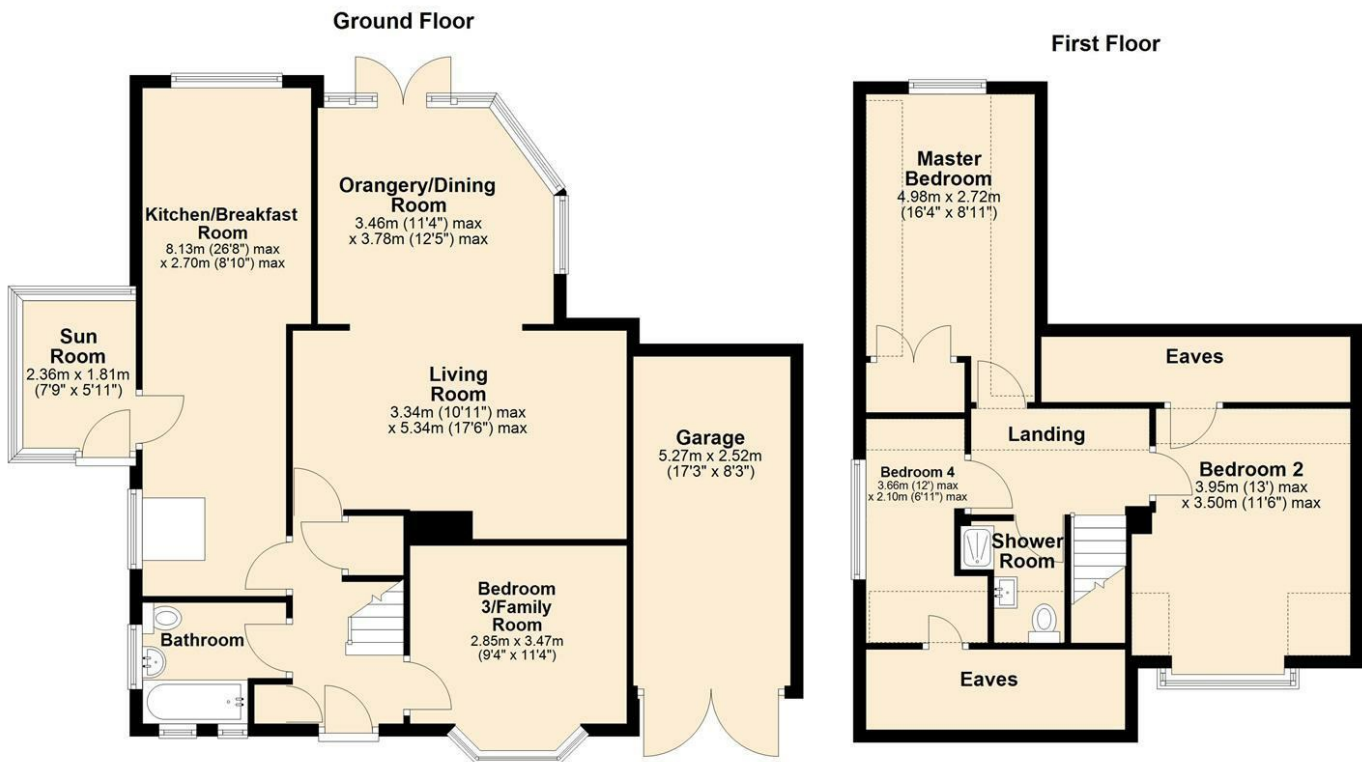 Ground Floor
First Floor
Kitchen/Breakfast
Room
8.13m (26'8") max
x 2.70m (8'10") max
Orangery/Dining
Room
3.46m (11'4") max
x 3.78m (12'5") max
Sun
Room
2.36m x 1.81m
(7'9" x 5'11")
Living
Room
3.34m (10'11") max
x 5.34m (17'6") max
Garage
5.27m x 2.52m
(17'3" x 8'3")
Bedroom
3/Family
Room
2.85m x 3.47m
(9'4" x 11'4")
Bathroom
Master
Bedroom
4.98m x 2.72m
(16'4" x 8'11")
Eaves
Landing
Bedroom 4
3.66m (12') max
x 2.10m (6'11") max
Bedroom 2
3.95m (13') max
x 3.50m (11'6") max
Shower
Room
Eaves